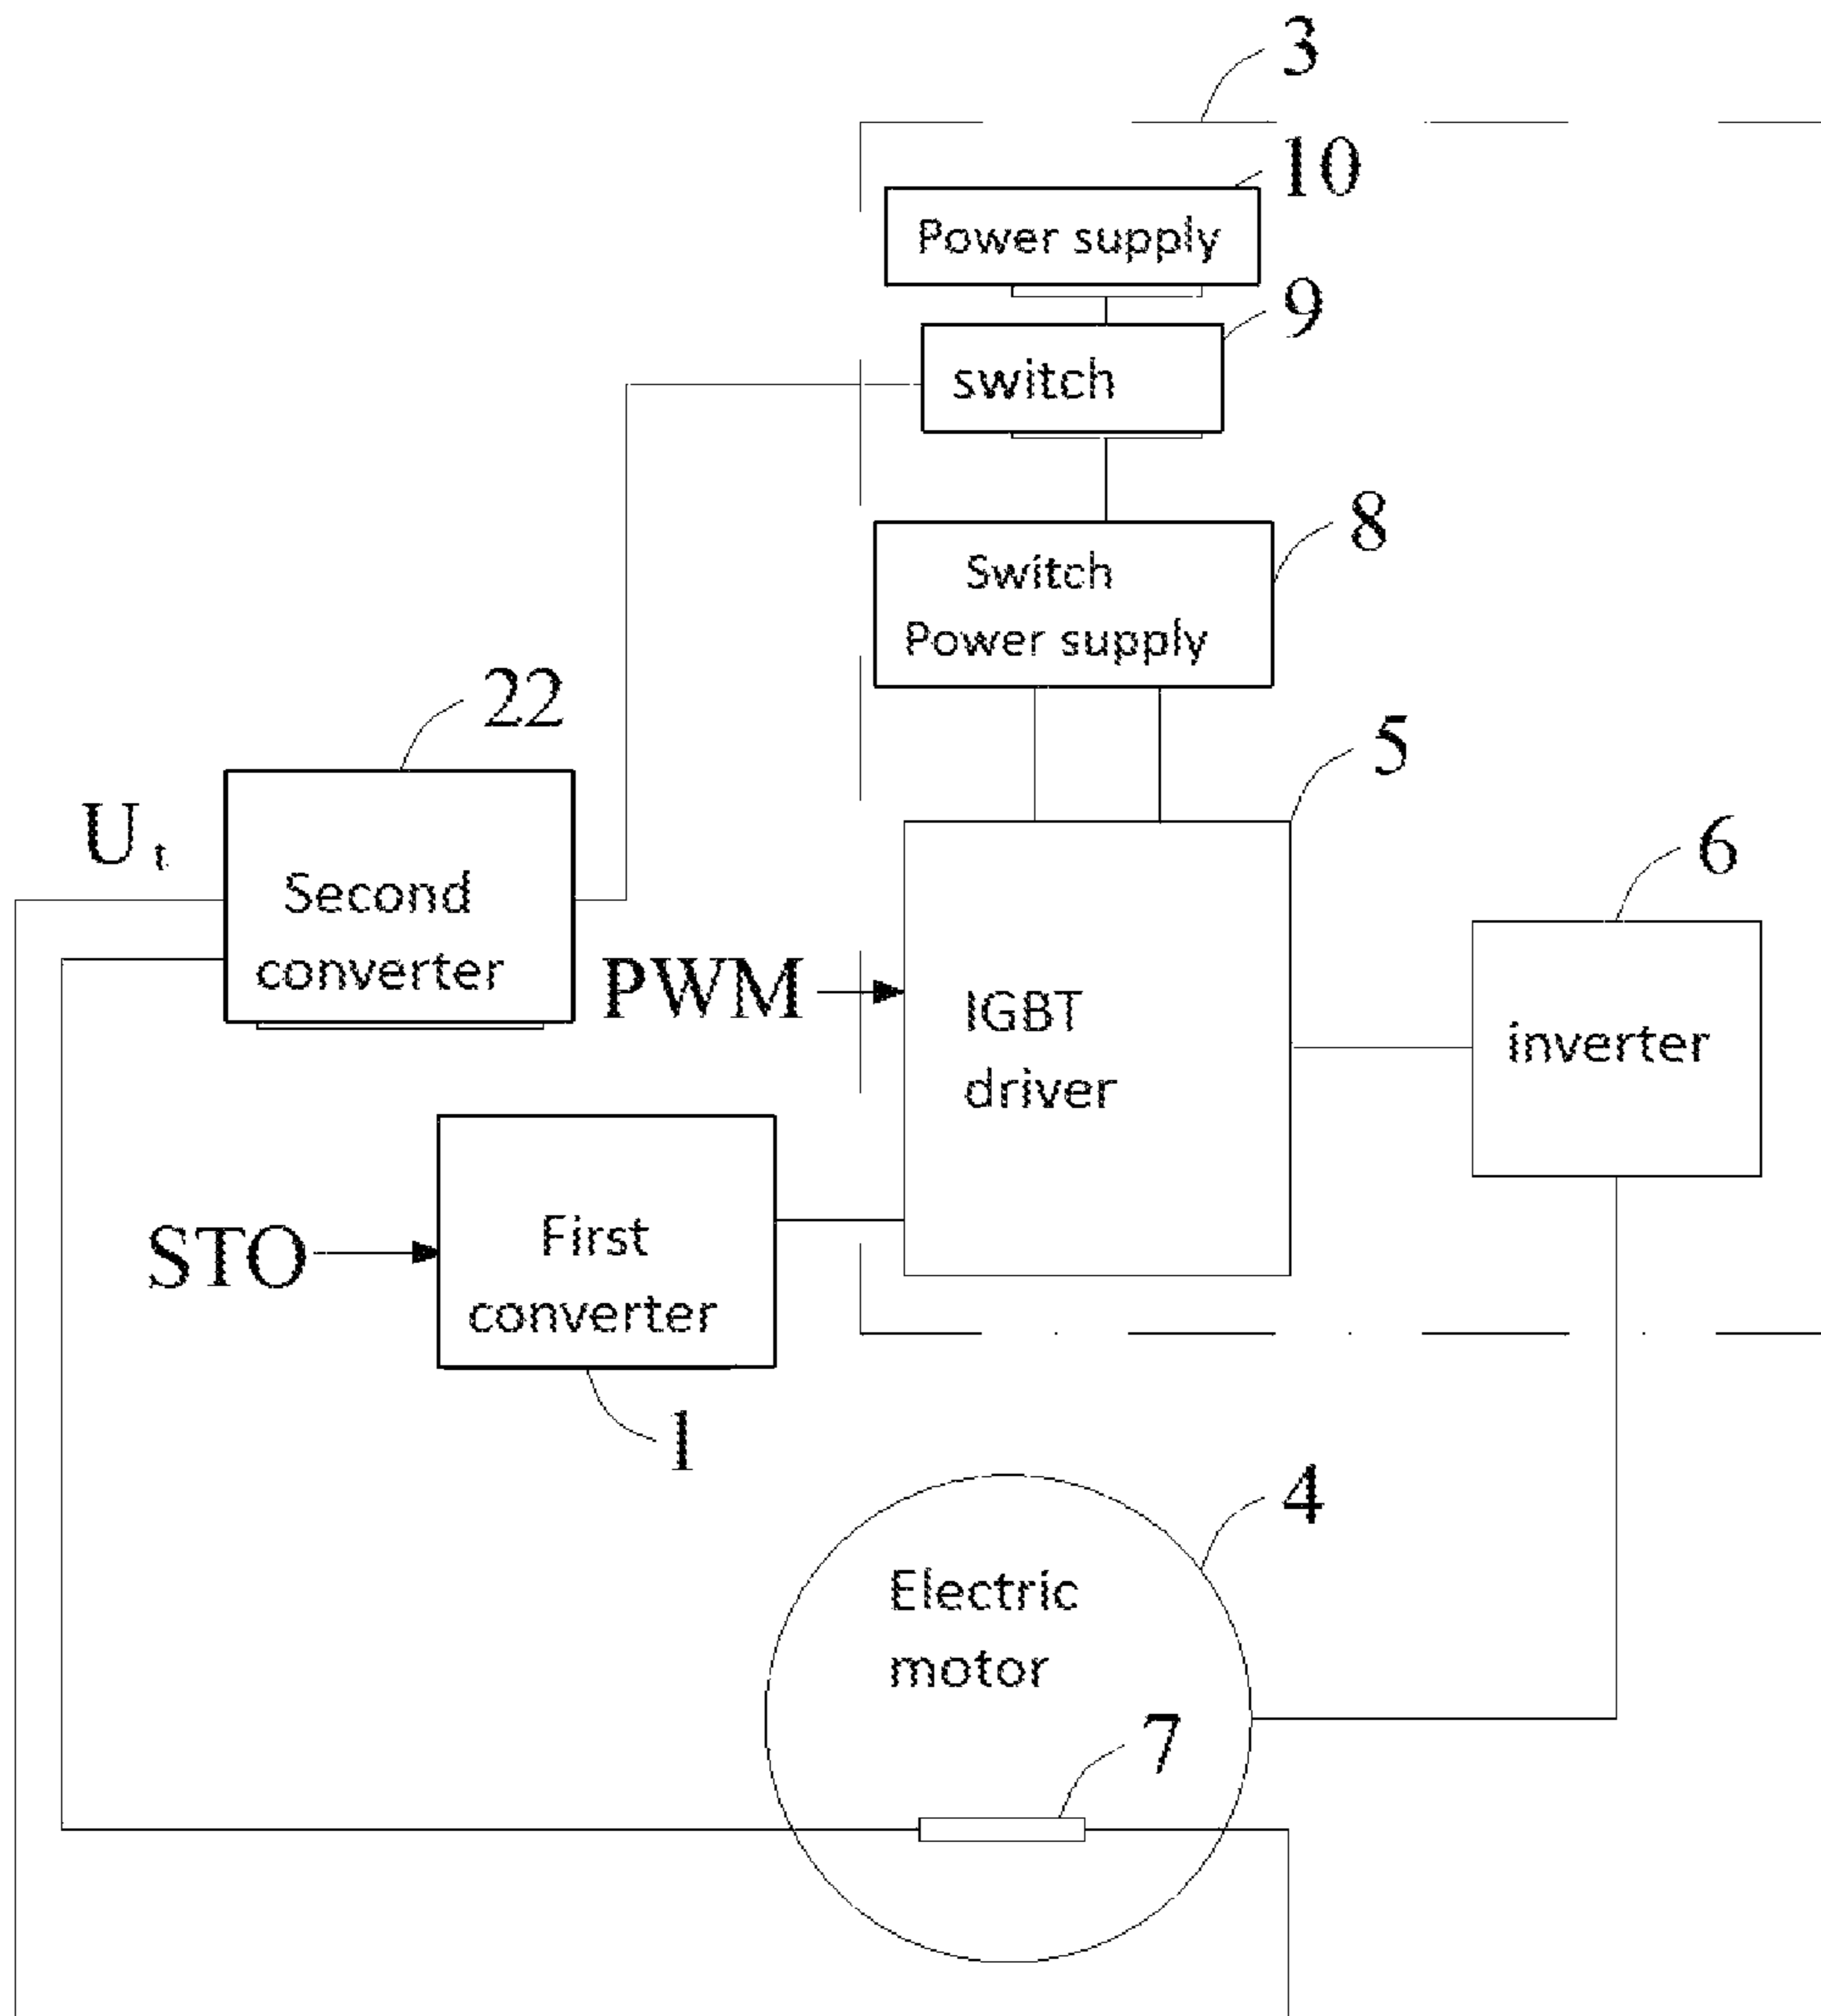 3
10
Power supply
9
switch
8
Switch
Power supply
22
5
U t
6
Second
converter
PWM
IGBT
driver
inverter
STO
First
converter
1
4
Electric
motor
7